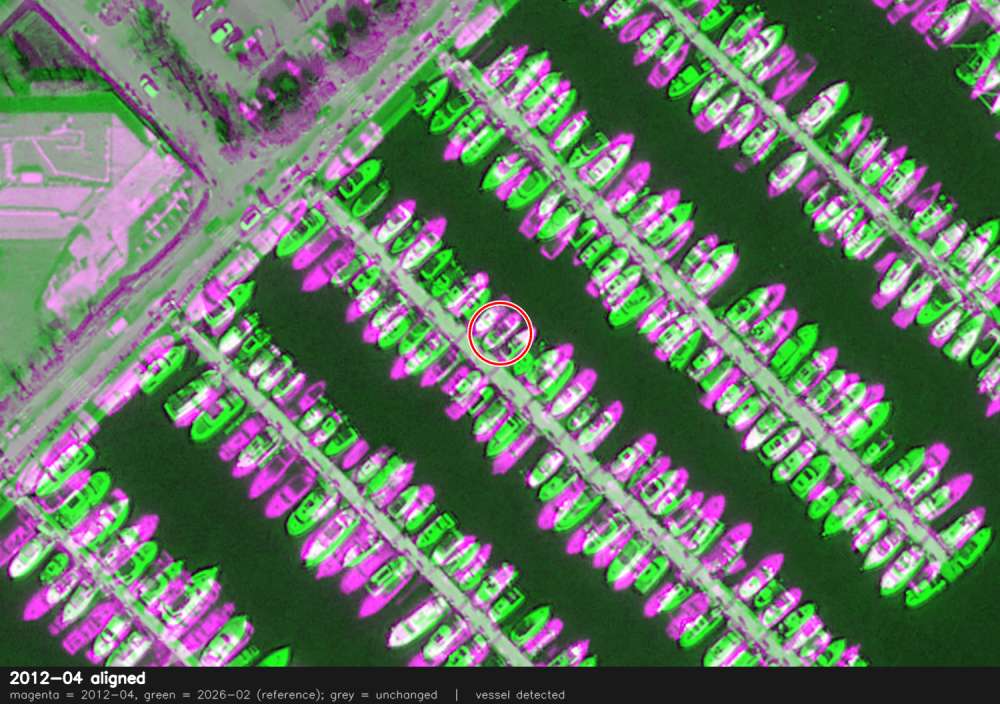 2012-04 aligned
magenta = 2012-04, green = 2026-02 (reference); grey = unchanged | vessel detected